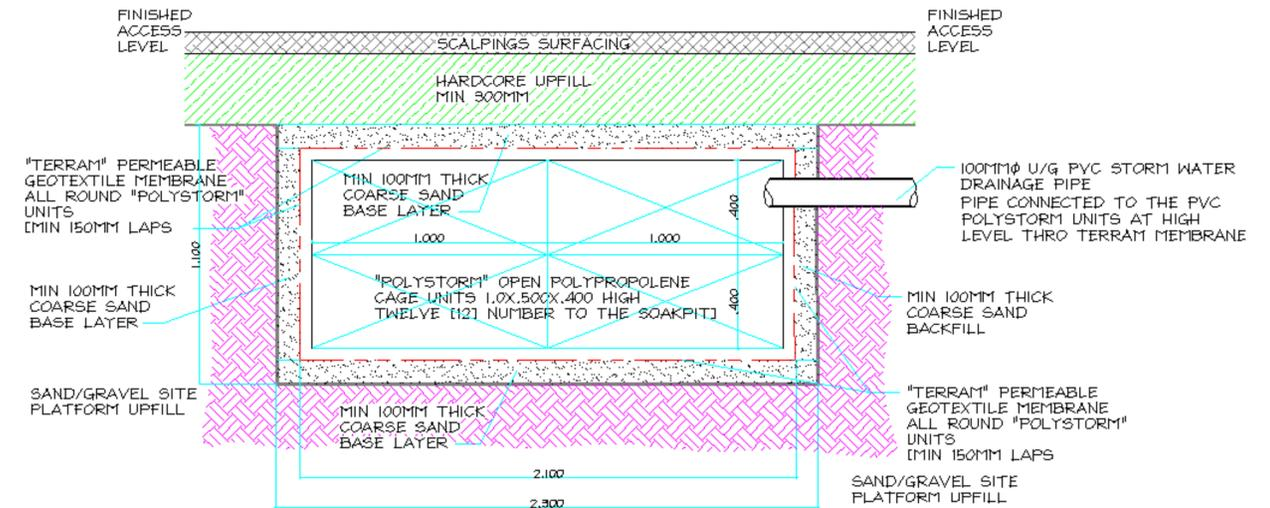 FINISHED
ACCESS
LEVEL
FINISHED
ACCESS
LEVEL
SCALPINGS SURFACING
HARDCORE UPFILL
MIN 300MM
"TERRAM" PERMEABLE
GEOTEXTILE MEMBRANE
ALL ROUND "POLYSTORM"
UNITS
[MIN 150MM LAPS
MIN 100MM THICK
COARSE SAND
BASE LAYER
100MMØ U/G PVC STORM WATER
DRAINAGE PIPE
PIPE CONNECTED TO THE PVC
POLYSTORM UNITS AT HIGH
LEVEL THRO TERRAM MEMBRANE
.400
1.000
1.000
1.100
"POLYSTORM" OPEN POLYPROPOLENE
CAGE UNITS 1.0X.500X.400 HIGH
TWELVE [12] NUMBER TO THE SOAKPIT]
.400
MIN 100MM THICK
COARSE SAND
BASE LAYER
MIN 100MM THICK
COARSE SAND
BACKFILL
SAND/GRAVEL SITE
PLATFORM UPFILL
MIN 100MM THICK
COARSE SAND
BASE LAYER
"TERRAM" PERMEABLE
GEOTEXTILE MEMBRANE
ALL ROUND "POLYSTORM"
UNITS
[MIN 150MM LAPS
2.100
SAND/GRAVEL SITE
PLATFORM UPFILL
2.300